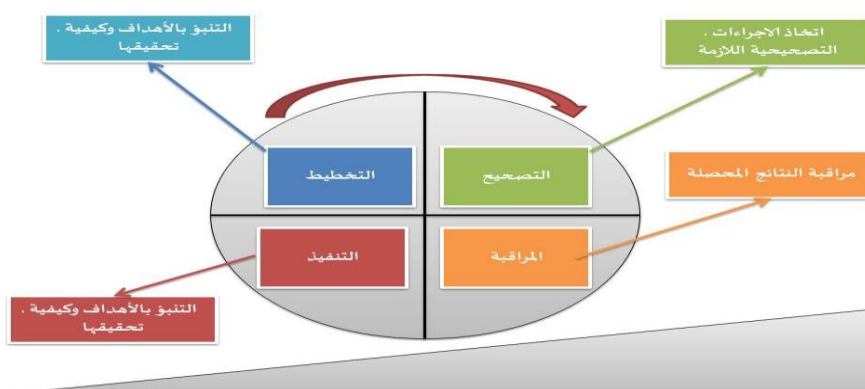 اتخاذ الاجراءات .
التصحيحية اللازمة
التنبؤ بالأهداف وكيفية .
تحقيقها
التصحيح
التخطيط
مراقبة النتائج المحصلة
المراقبة
التنفيذ
التنبؤ بالأهداف وكيفية .
تحقيقها